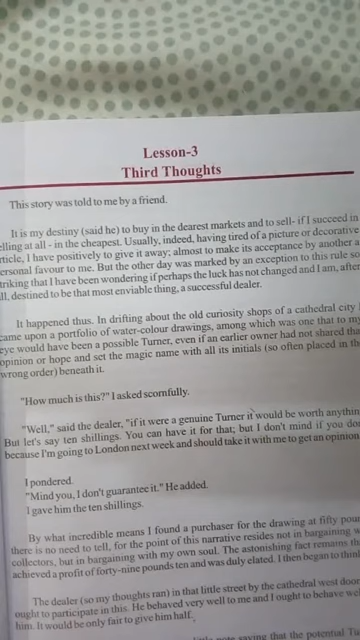 Lesson-3
Third Thoughts
This story was told to me by a friend.
It is my destiny (said he) to buy in the dearest markets and to sell- if I succeed in
elling at all - in the cheapest. Usually, indeed, having tired of a picture or decorative
rticle, I have positively to give it away; almost to make its acceptance by another a
ersonal favour to me. But the other day was marked by an exception to this rule so
triking that I have been wondering if perhaps the luck has not changed and I am, after
ll, destined to be that most enviable thing, a successful dealer.
It happened thus. In drifting about the old curiosity shops of a cathedral city I
came upon a portfolio of water-colour drawings, among which was one that to my
eye would have been a possible Turner, even if an earlier owner had not shared tha
opinion or hope and set the magic name with all its initials (so often placed in th
wrong order) beneath it.
"How much is this?" I asked scornfully.
"Well," said the dealer, "if it were a genuine Turner it would be worth anythin
But let's say ten shillings. You can have it for that; but I don't mind if you don
because I'm going to London next week and should take it with me to get an opinion
I pondered.
"Mind you, I don't guarantee it." He added.
I gave him the ten shillings.
By what incredible means I found a purchaser for the drawing at fifty poun
there is no need to tell, for the point of this narrative resides not in bargaining w
collectors, but in bargaining with my own soul. The astonishing fact remains tha
achieved a profit of forty-nine pounds ten and was duly elated. I then began to think
The dealer (so my thoughts ran) in that little street by the cathedral west door
ought to participate in this. He behaved very well to me and I ought to behave wel
him. It would be only fair to give him half.
saying that the potential Tu